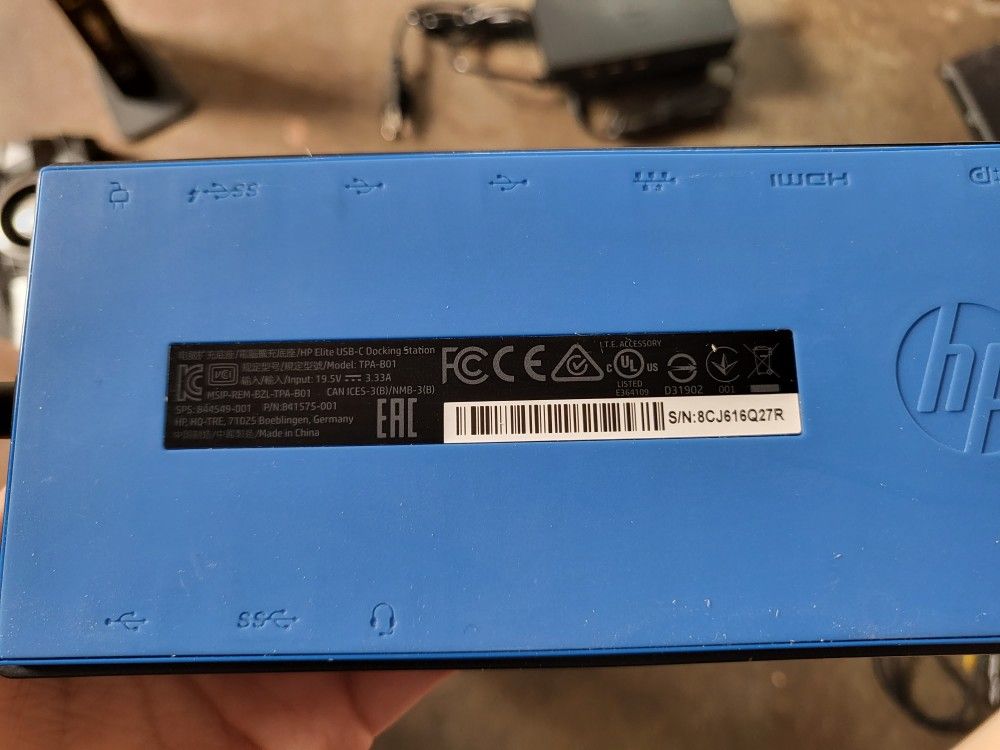 SS
HDMI
hp
电脑扩充底座/電腦擴充底座/HP Elite USB-C Docking Station
规定型号/規定型號/Model: TPA-B01
输入/輸入/Input: 19.5V⎓3.33A
MSIP-REM-BZL-TPA-B01 CAN ICES-3(B)/NMB-3(B)
SPS: 844549-001 P/N:841575-001
HP, HQ-TRE, 71025 Boeblingen, Germany
中国制造/中國製造/Made in China
EAC
FC CE
I.T.E. ACCESSORY
c UL US
LISTED
E364109
D31902
001
S/N:8CJ616Q27R
SS